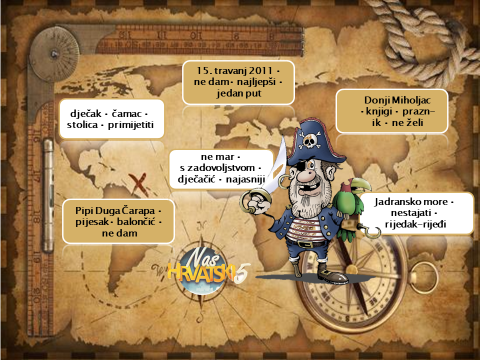 15. travanj 2011 •
ne dam • najljepši •
jedan put
dječak • čamac •
stolica • primijetiti
Donji Miholjac
• knjigi • prazn-
ik • ne želi
ne mar •
s zadovoljstvom •
dječačić • najasniji
Pipi Duga Čarapa •
pijesak • balončić •
ne dam
Jadransko more •
nestajati •
rijedak-rijeđi
Naš
HRVATSKI 5